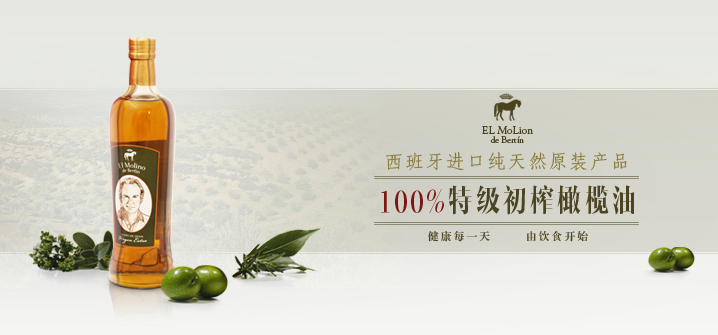 EL MoLion
de Bertín
西班牙进口纯天然原装产品
100%特级初榨橄榄油
健康每一天 由饮食开始
EL Molino
de Bertín
Virgen Extra